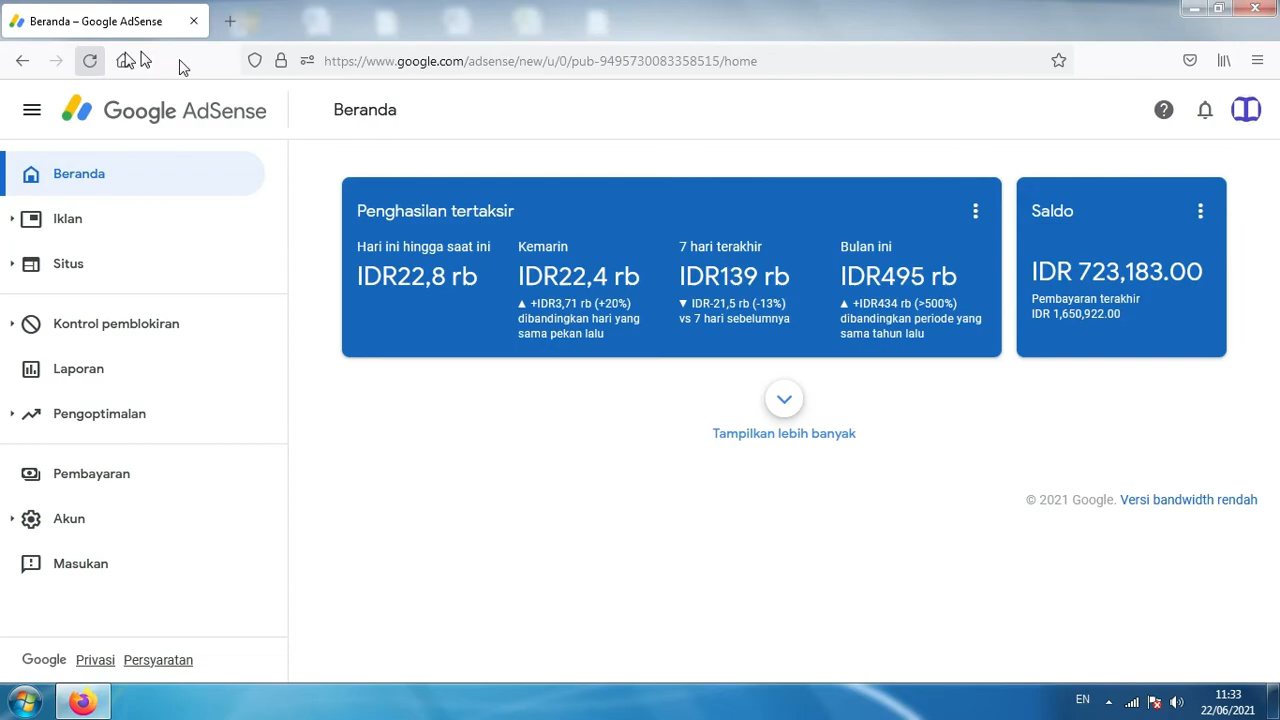 Beranda – Google AdSense
https://www.google.com/adsense/new/u/0/pub-9495730083358515/home
Google AdSense
Beranda
Beranda
Iklan
Situs
Kontrol pemblokiran
Laporan
Pengoptimalan
Pembayaran
Akun
Masukan
Google Privasi Persyaratan
Penghasilan tertaksir
Hari ini hingga saat ini
IDR22,8 rb
Kemarin
IDR22,4 rb
▲ +IDR3,71 rb (+20%)
dibandingkan hari yang
sama pekan lalu
7 hari terakhir
IDR139 rb
▼ IDR-21,5 rb (-13%)
vs 7 hari sebelumnya
Bulan ini
IDR495 rb
▲ +IDR434 rb (>500%)
dibandingkan periode yang
sama tahun lalu
Saldo
IDR 723,183.00
Pembayaran terakhir
IDR 1,650,922.00
Tampilkan lebih banyak
© 2021 Google. Versi bandwidth rendah
EN
11:33
22/06/2021